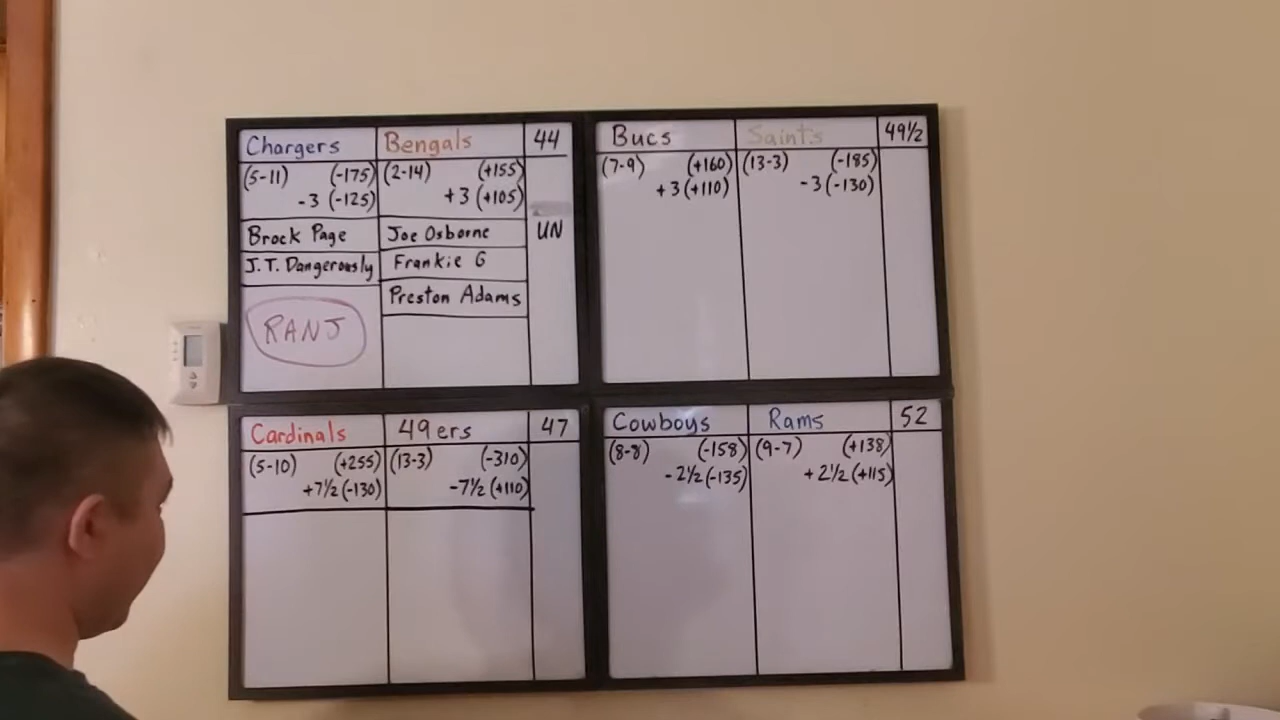 Chargers Bengals 44
(5-11) (-175) (2-14) (+155)
-3 (-125) +3 (+105)
Brock Page Joe Osborne UN
J.T. Dangerously Frankie G
Preston Adams
RANJ
Bucs Saints 49½
(7-9) (+160) (13-3) (-185)
+3 (+110) -3 (-130)
Cardinals 49ers 47
(5-10) (+255) (13-3) (-310)
+7½ (-130) -7½ (+110)
Cowboys Rams 52
(8-8) (-158) (9-7) (+138)
-2½ (-135) +2½ (+115)